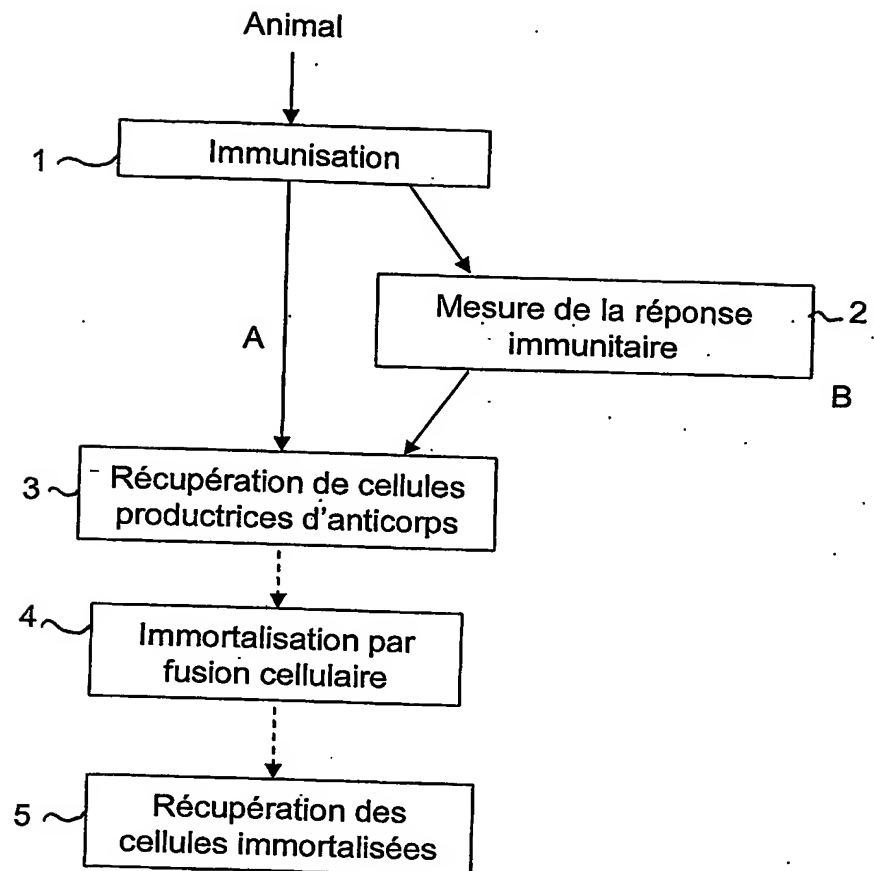 Animal
1
Immunisation
Mesure de la réponse
immunitaire
2
A
B
3
Récupération de cellules
productrices d'anticorps
4
Immortalisation par
fusion cellulaire
5
Récupération des
cellules immortalisées